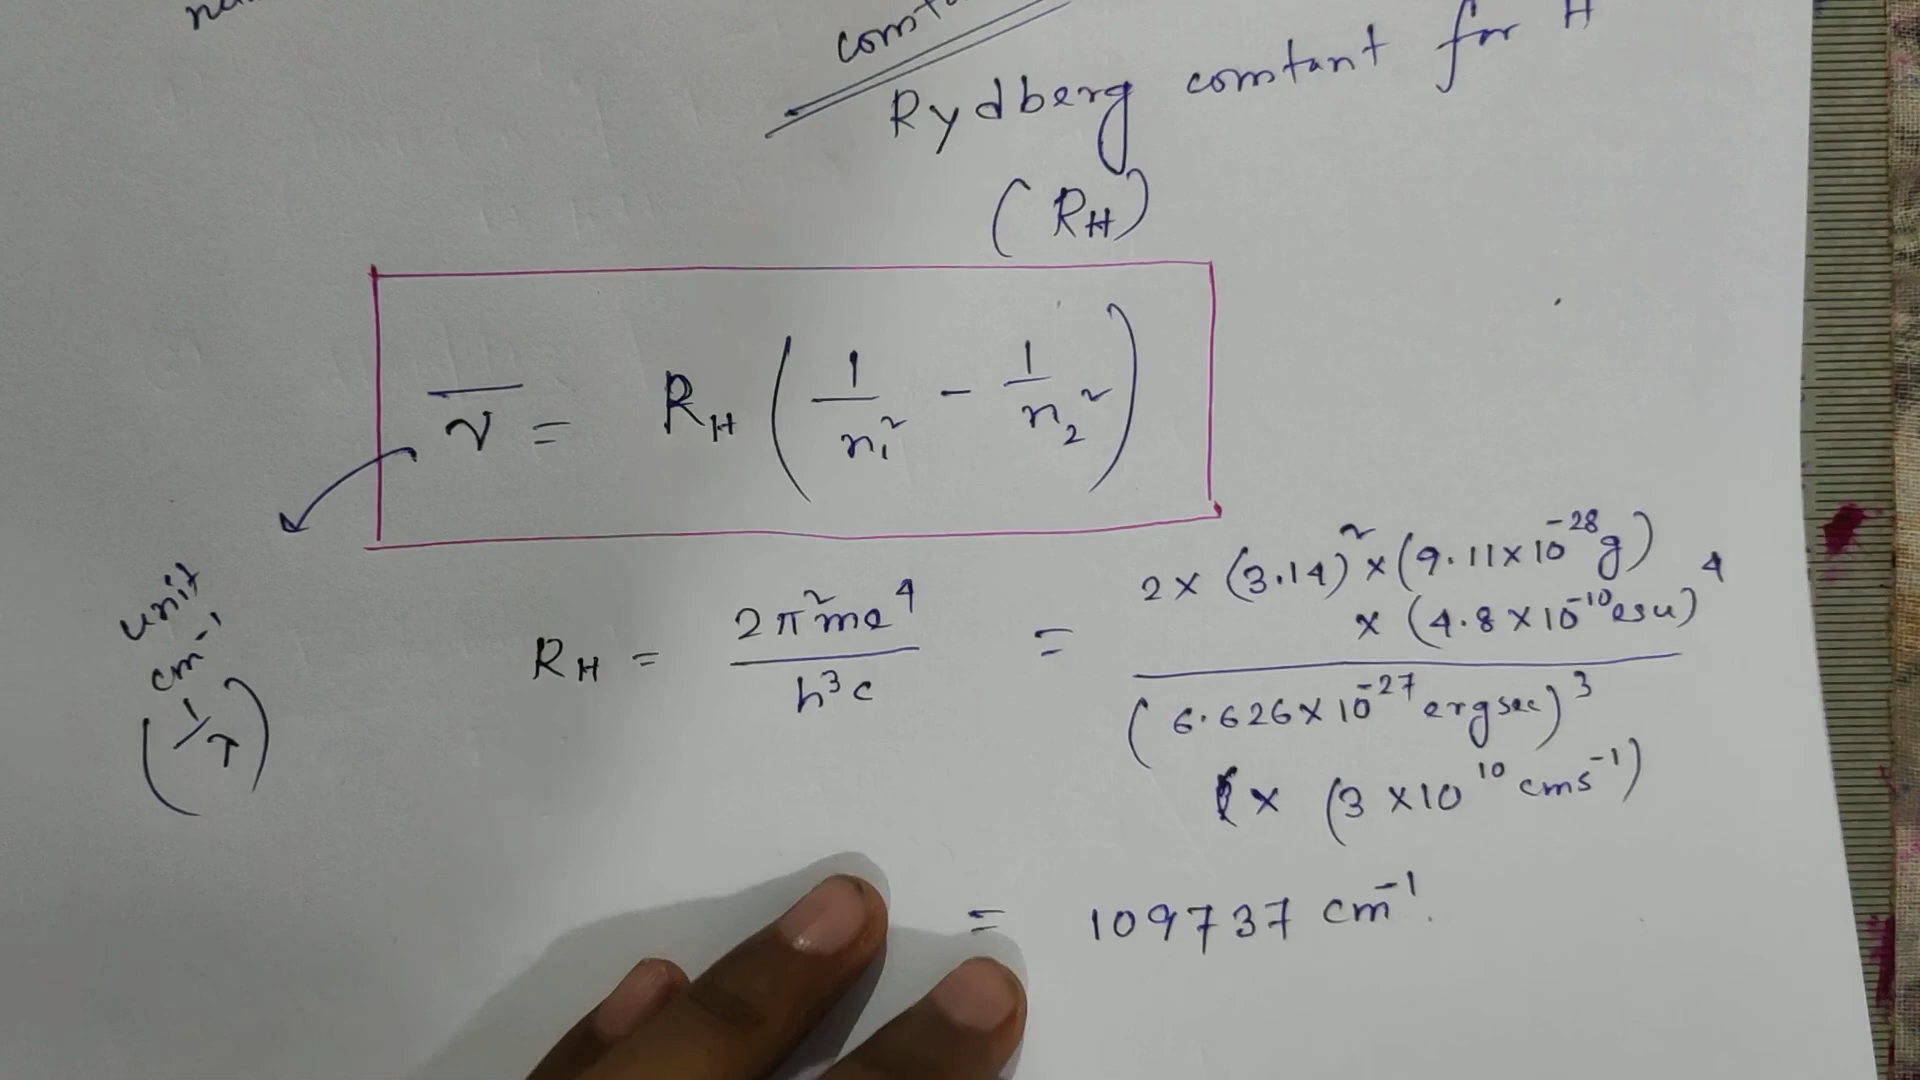 Rydberg constant for H
(RH)
ν̅ = RH (1/n₁² - 1/n₂²)
unit
cm⁻¹
(1/λ)
RH = 2π²me⁴/h³c = 2 × (3.14)² × (9.11 × 10⁻²⁸ g) × (4.8 × 10⁻¹⁰ esu)⁴ / (6.626 × 10⁻²⁷ erg sec)³ × (3 × 10¹⁰ cms⁻¹)
= 109737 cm⁻¹.